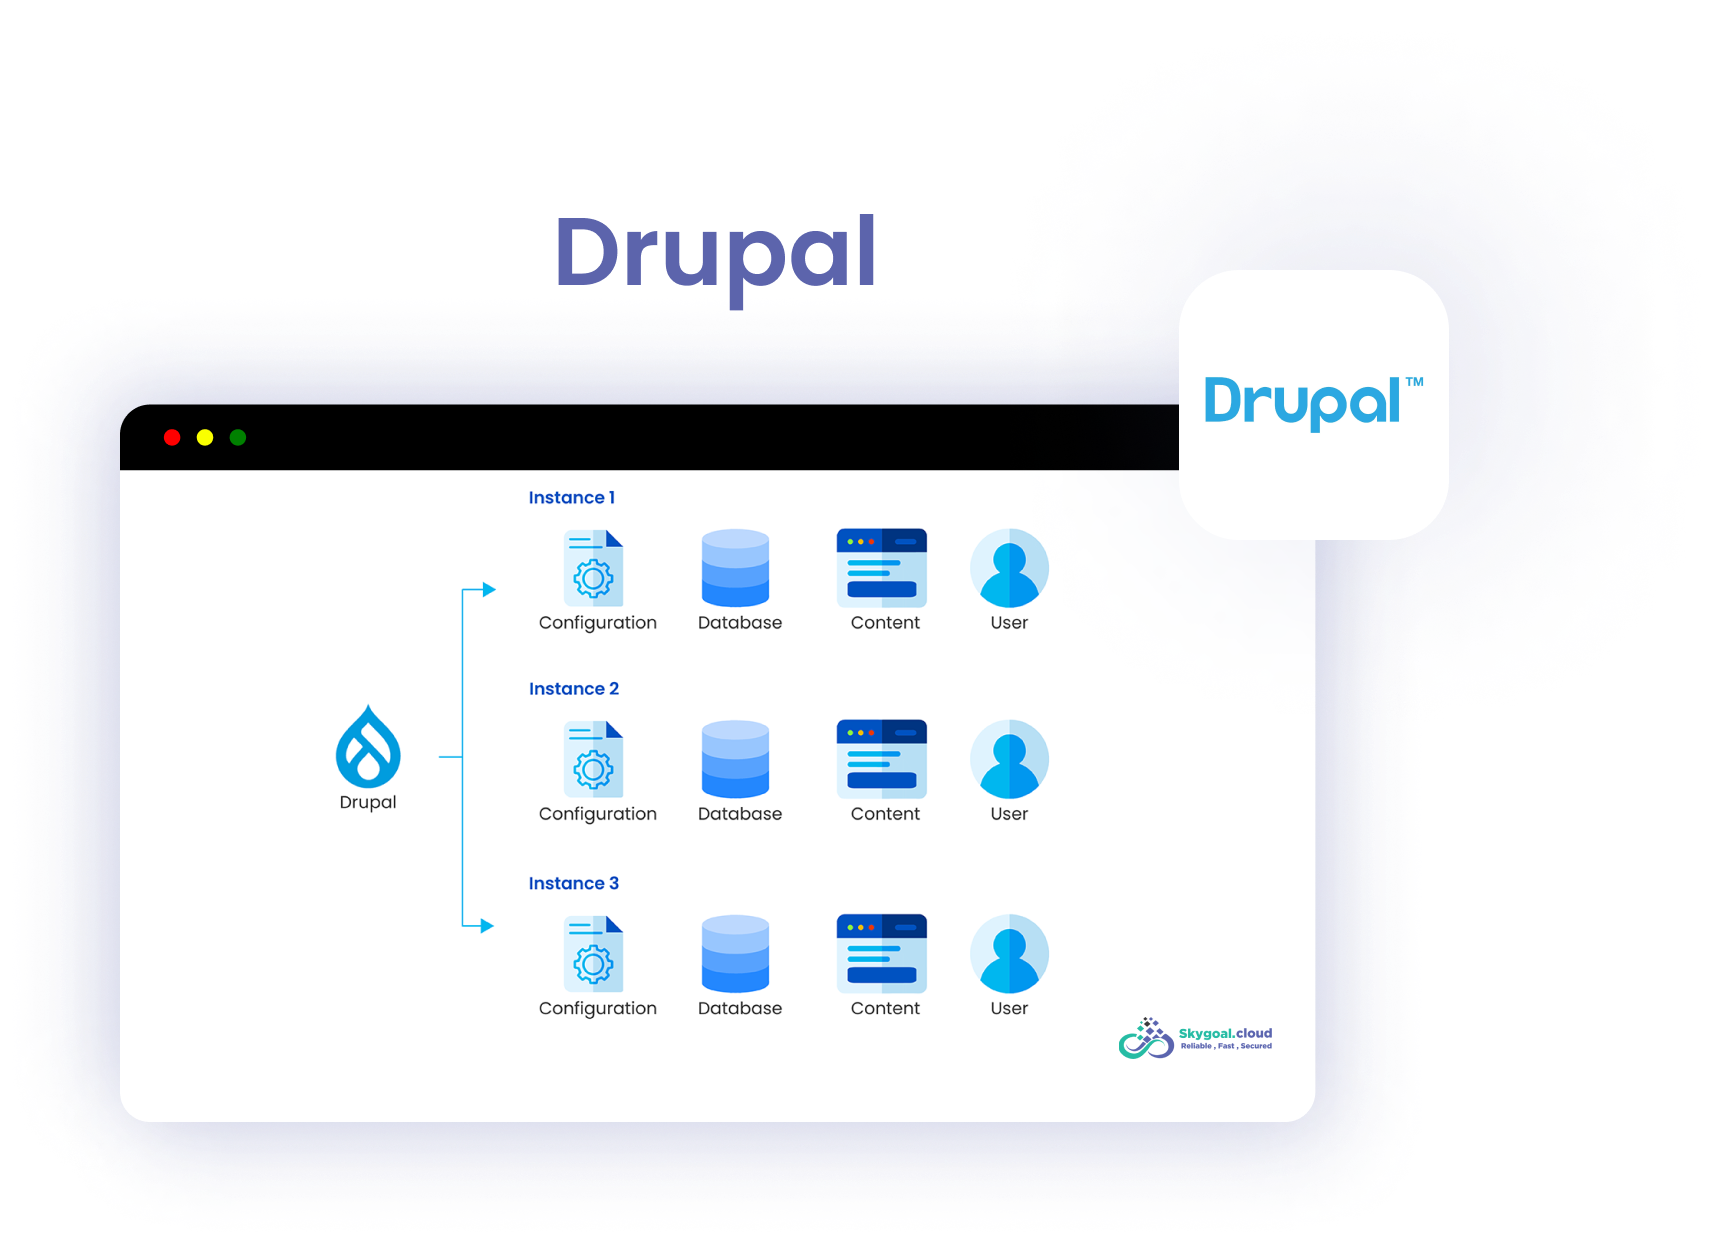 Drupal
Drupal™
Instance 1
Configuration Database Content User
Instance 2
Configuration Database Content User
Drupal
Instance 3
Configuration Database Content User
Skygoal.cloud
Reliable , Fast , Secured